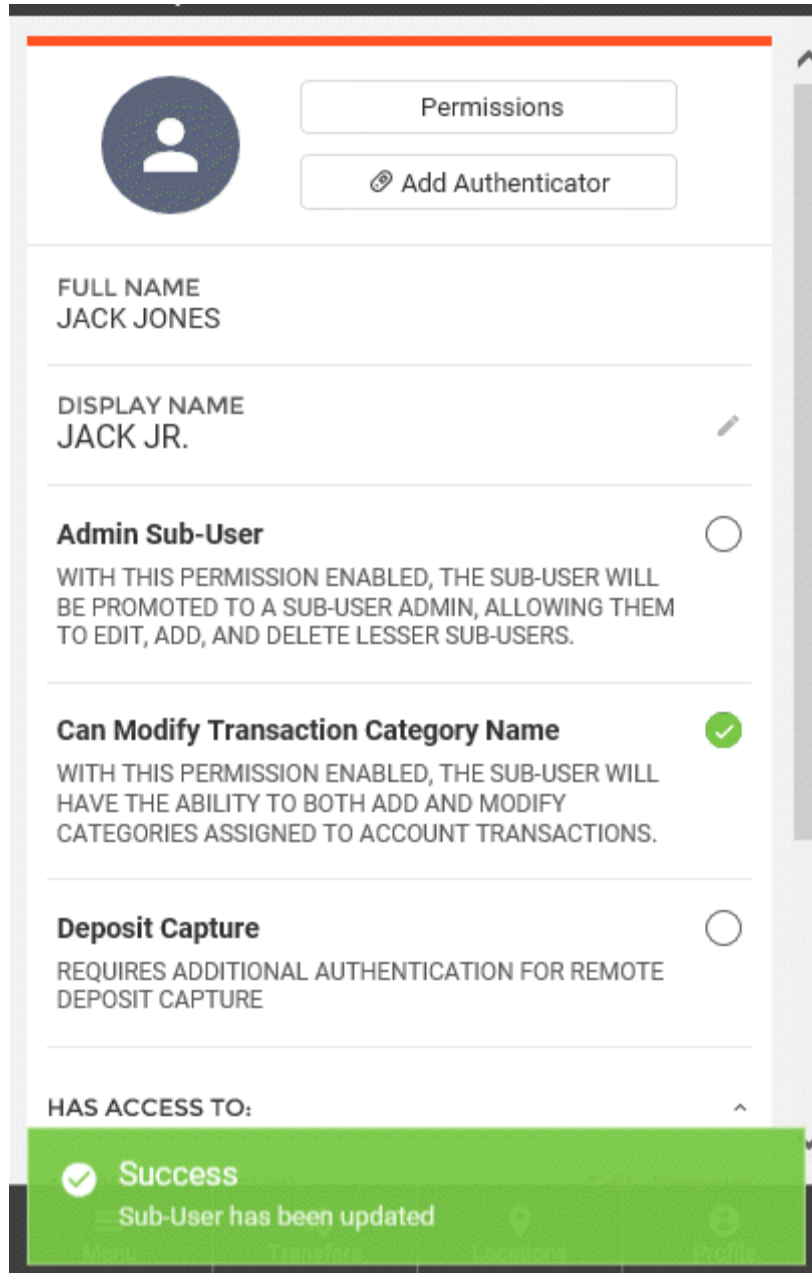 Permissions
Add Authenticator
FULL NAME
JACK JONES
DISPLAY NAME
JACK JR.
Admin Sub-User
WITH THIS PERMISSION ENABLED, THE SUB-USER WILL
BE PROMOTED TO A SUB-USER ADMIN, ALLOWING THEM
TO EDIT, ADD, AND DELETE LESSER SUB-USERS.
Can Modify Transaction Category Name
WITH THIS PERMISSION ENABLED, THE SUB-USER WILL
HAVE THE ABILITY TO BOTH ADD AND MODIFY
CATEGORIES ASSIGNED TO ACCOUNT TRANSACTIONS.
Deposit Capture
REQUIRES ADDITIONAL AUTHENTICATION FOR REMOTE
DEPOSIT CAPTURE
HAS ACCESS TO:
Success
Sub-User has been updated
Menu Transfers Locations Profile